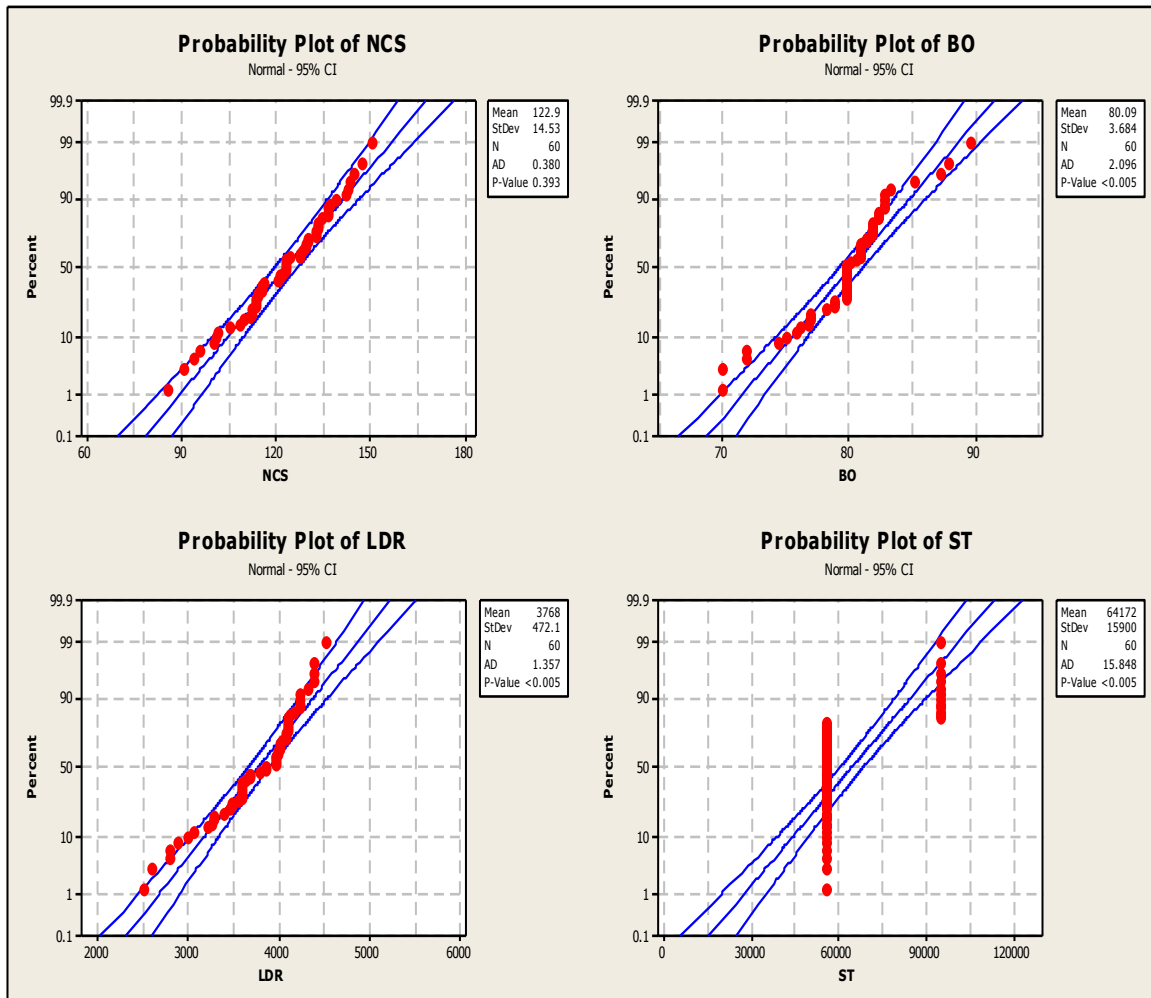 Probability Plot of NCS
Normal - 95% CI
99.9
99
90
50
10
1
0.1
Percent
60 90 120 150 180
NCS
Mean 122.9
StDev 14.53
N 60
AD 0.380
P-Value 0.393
Probability Plot of BO
Normal - 95% CI
99.9
99
90
50
10
1
0.1
Percent
70 80 90
BO
Mean 80.09
StDev 3.684
N 60
AD 2.096
P-Value <0.005
Probability Plot of LDR
Normal - 95% CI
99.9
99
90
50
10
1
0.1
Percent
2000 3000 4000 5000 6000
LDR
Mean 3768
StDev 472.1
N 60
AD 1.357
P-Value <0.005
Probability Plot of ST
Normal - 95% CI
99.9
99
90
50
10
1
0.1
Percent
0 30000 60000 90000 120000
ST
Mean 64172
StDev 15900
N 60
AD 15.848
P-Value <0.005